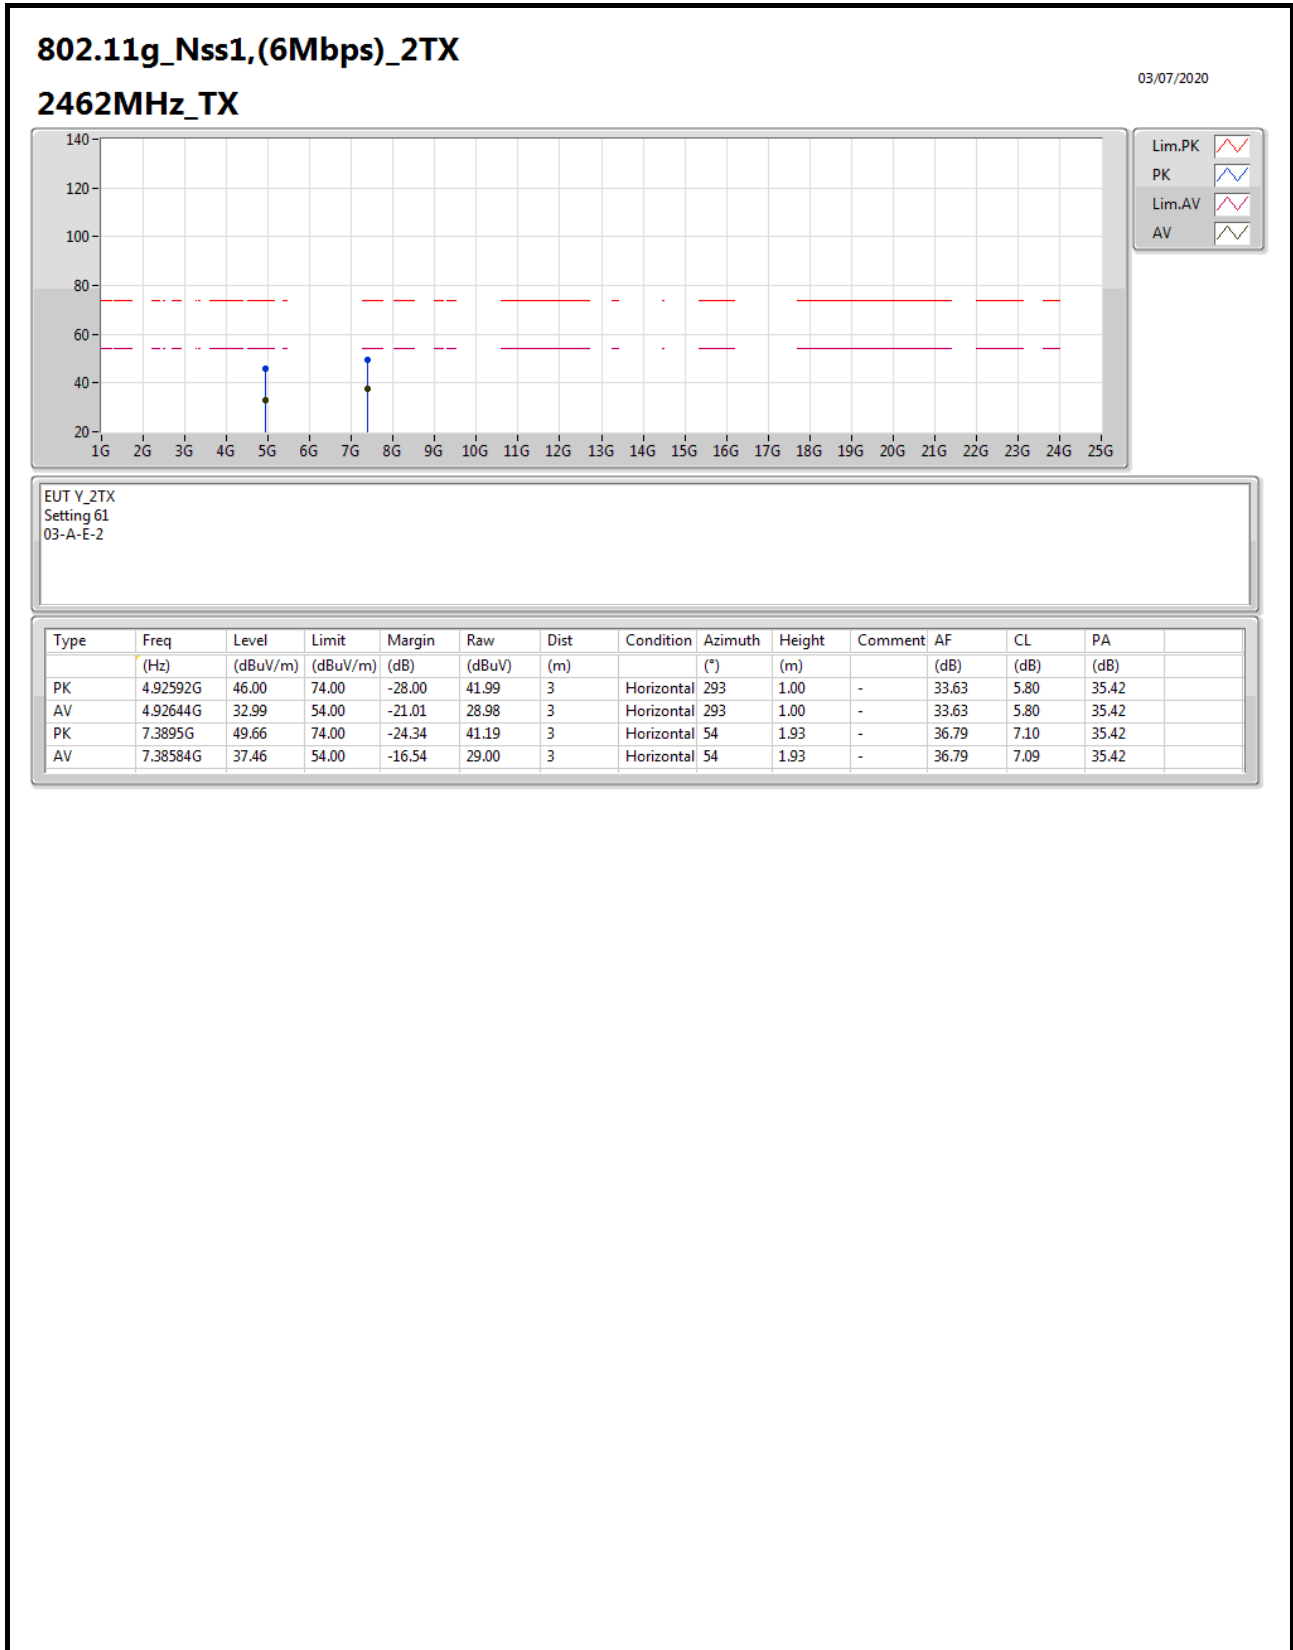 802.11g_Nss1,(6Mbps)_2TX
03/07/2020
2462MHz_TX
140
120
100
80
60
40
20
1G 2G 3G 4G 5G 6G 7G 8G 9G 10G 11G 12G 13G 14G 15G 16G 17G 18G 19G 20G 21G 22G 23G 24G 25G
Lim.PK
PK
Lim.AV
AV
EUT Y_2TX
Setting 61
03-A-E-2
Type Freq Level Limit Margin Raw Dist Condition Azimuth Height Comment AF CL PA
(Hz) (dBuV/m) (dBuV/m) (dB) (dBuV) (m) (°) (m) (dB) (dB) (dB)
PK 4.92592G 46.00 74.00 -28.00 41.99 3 Horizontal 293 1.00 - 33.63 5.80 35.42
AV 4.92644G 32.99 54.00 -21.01 28.98 3 Horizontal 293 1.00 - 33.63 5.80 35.42
PK 7.3895G 49.66 74.00 -24.34 41.19 3 Horizontal 54 1.93 - 36.79 7.10 35.42
AV 7.38584G 37.46 54.00 -16.54 29.00 3 Horizontal 54 1.93 - 36.79 7.09 35.42